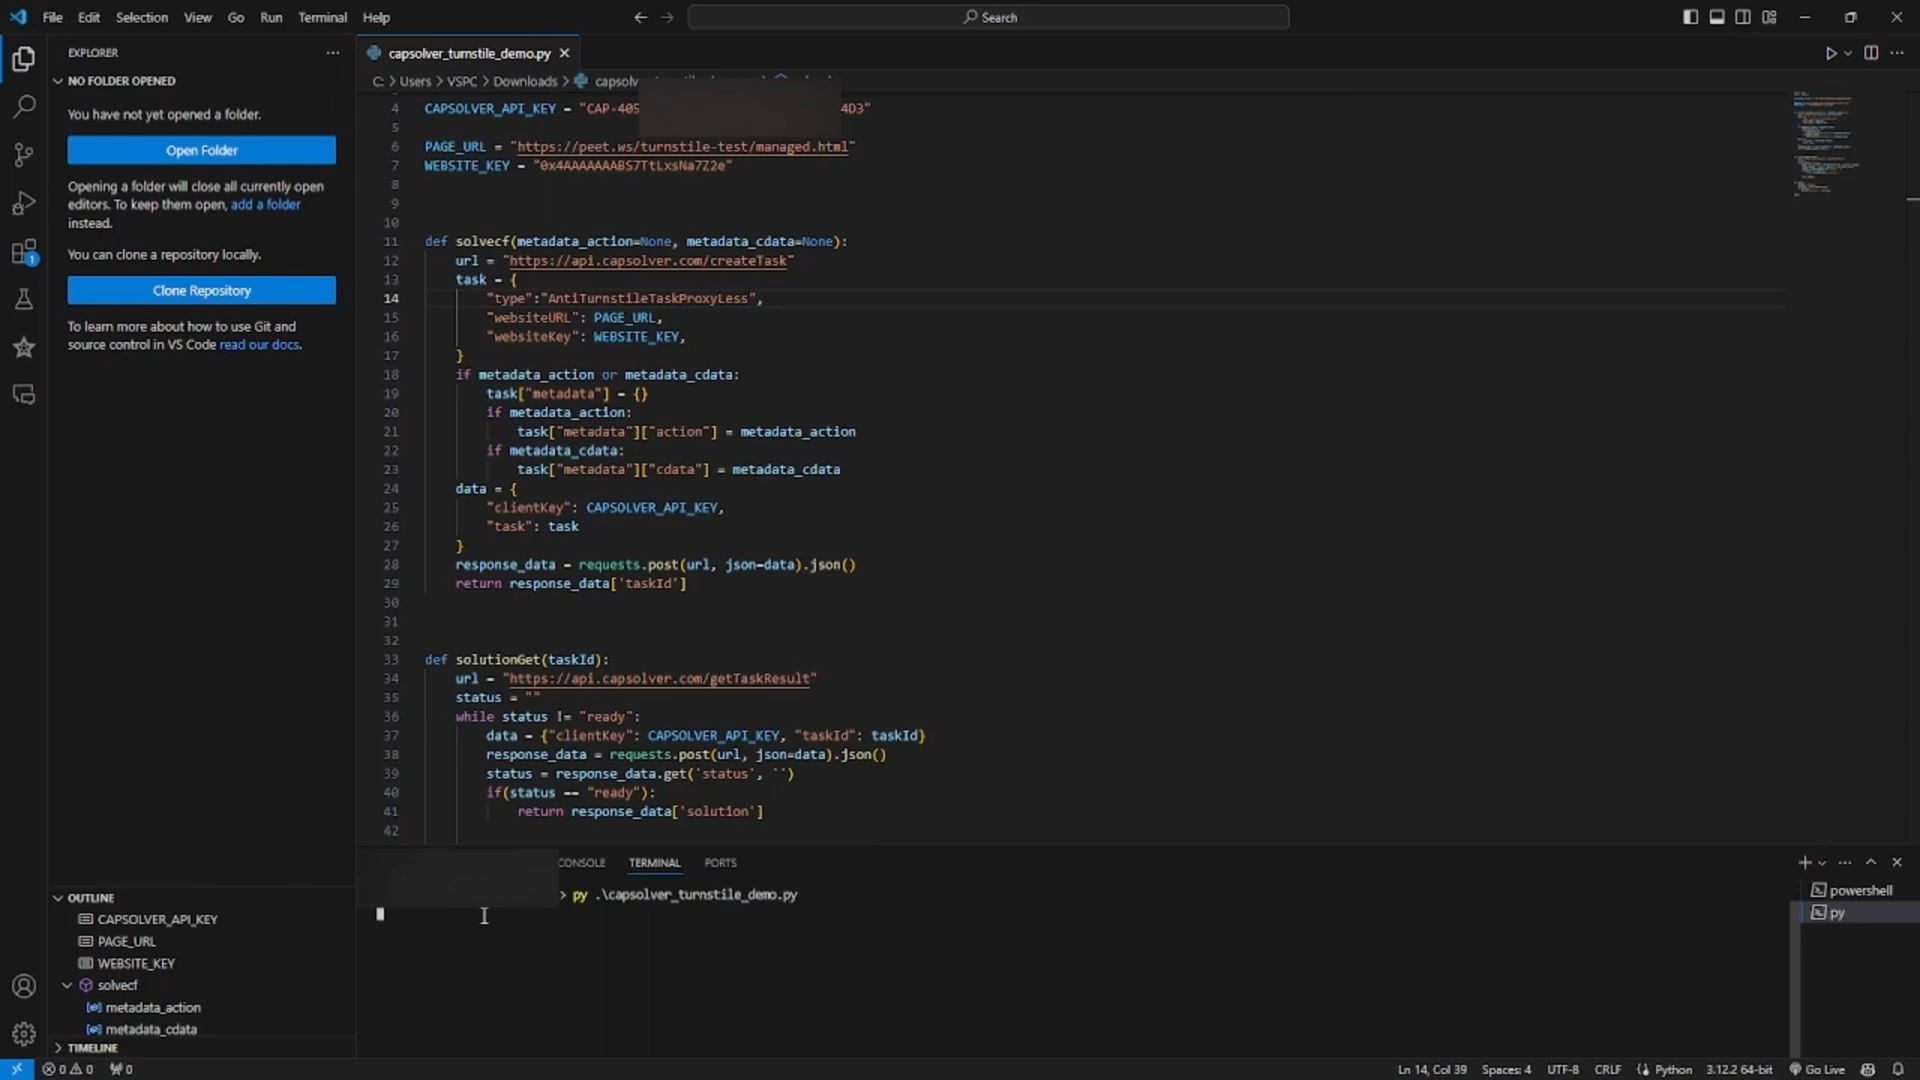 File Edit Selection View Go Run Terminal Help
Search
EXPLORER
NO FOLDER OPENED
You have not yet opened a folder.
Open Folder
Opening a folder will close all currently open
editors. To keep them open, add a folder
instead.
You can clone a repository locally.
Clone Repository
To learn more about how to use Git and
source control in VS Code read our docs.
1
OUTLINE
CAPSOLVER_API_KEY
PAGE_URL
WEBSITE_KEY
solvecf
metadata_action
metadata_cdata
TIMELINE
capsolver_turnstile_demo.py
C: > Users > VSPC > Downloads > capsolv
4 CAPSOLVER_API_KEY = "CAP-405 4D3"
5
6 PAGE_URL = "https://peet.ws/turnstile-test/managed.html"
7 WEBSITE_KEY = "0x4AAAAAAABS7TtLxsNa7Z2e"
8
9
10
11 def solvecf(metadata_action=None, metadata_cdata=None):
12 url = "https://api.capsolver.com/createTask"
13 task = {
14 "type":"AntiTurnstileTaskProxyLess",
15 "websiteURL": PAGE_URL,
16 "websiteKey": WEBSITE_KEY,
17 }
18 if metadata_action or metadata_cdata:
19 task["metadata"] = {}
20 if metadata_action:
21 task["metadata"]["action"] = metadata_action
22 if metadata_cdata:
23 task["metadata"]["cdata"] = metadata_cdata
24 data = {
25 "clientKey": CAPSOLVER_API_KEY,
26 "task": task
27 }
28 response_data = requests.post(url, json=data).json()
29 return response_data['taskId']
30
31
32
33 def solutionGet(taskId):
34 url = "https://api.capsolver.com/getTaskResult"
35 status = ""
36 while status != "ready":
37 data = {"clientKey": CAPSOLVER_API_KEY, "taskId": taskId}
38 response_data = requests.post(url, json=data).json()
39 status = response_data.get('status', '')
40 if(status == "ready"):
41 return response_data['solution']
42
CONSOLE TERMINAL PORTS
> py .\capsolver_turnstile_demo.py
powershell
py
0 0 0
Ln 14, Col 39 Spaces: 4 UTF-8 CRLF Python 3.12.2 64-bit Go Live